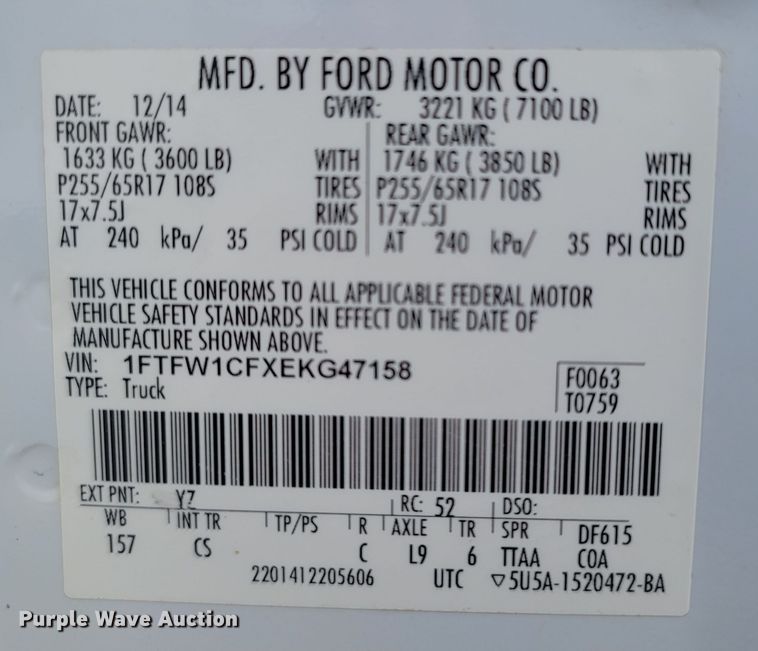 MFD. BY FORD MOTOR CO.
DATE: 12/14 GVWR: 3221 KG ( 7100 LB)
FRONT GAWR: REAR GAWR:
1633 KG ( 3600 LB) WITH 1746 KG ( 3850 LB) WITH
P255/65R17 108S TIRES P255/65R17 108S TIRES
17x7.5J RIMS 17x7.5J RIMS
AT 240 kPa/ 35 PSI COLD AT 240 kPa/ 35 PSI COLD
THIS VEHICLE CONFORMS TO ALL APPLICABLE FEDERAL MOTOR
VEHICLE SAFETY STANDARDS IN EFFECT ON THE DATE OF
MANUFACTURE SHOWN ABOVE.
VIN: 1FTFW1CFXEKG47158 F0063
TYPE: Truck T0759
EXT PNT: YZ RC: 52 DSO:
WB INT TR TP/PS R AXLE TR SPR DF615
157 CS C L9 6 TTAA COA
2201412205606 UTC ▽5U5A-1520472-BA
Purple Wave Auction